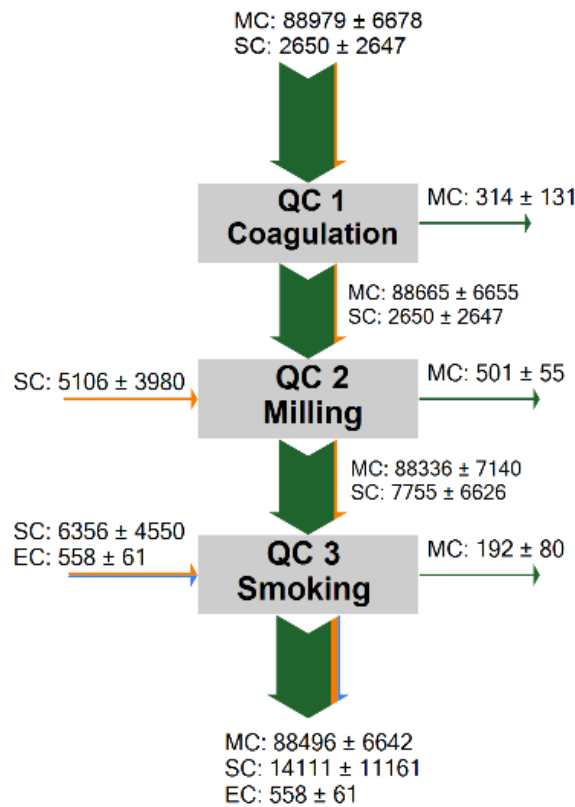 MC: 88979 ± 6678
SC: 2650 ± 2647
QC 1
Coagulation
MC: 314 ± 131
MC: 88665 ± 6655
SC: 2650 ± 2647
SC: 5106 ± 3980
QC 2
Milling
MC: 501 ± 55
MC: 88336 ± 7140
SC: 7755 ± 6626
SC: 6356 ± 4550
EC: 558 ± 61
QC 3
Smoking
MC: 192 ± 80
MC: 88496 ± 6642
SC: 14111 ± 11161
EC: 558 ± 61